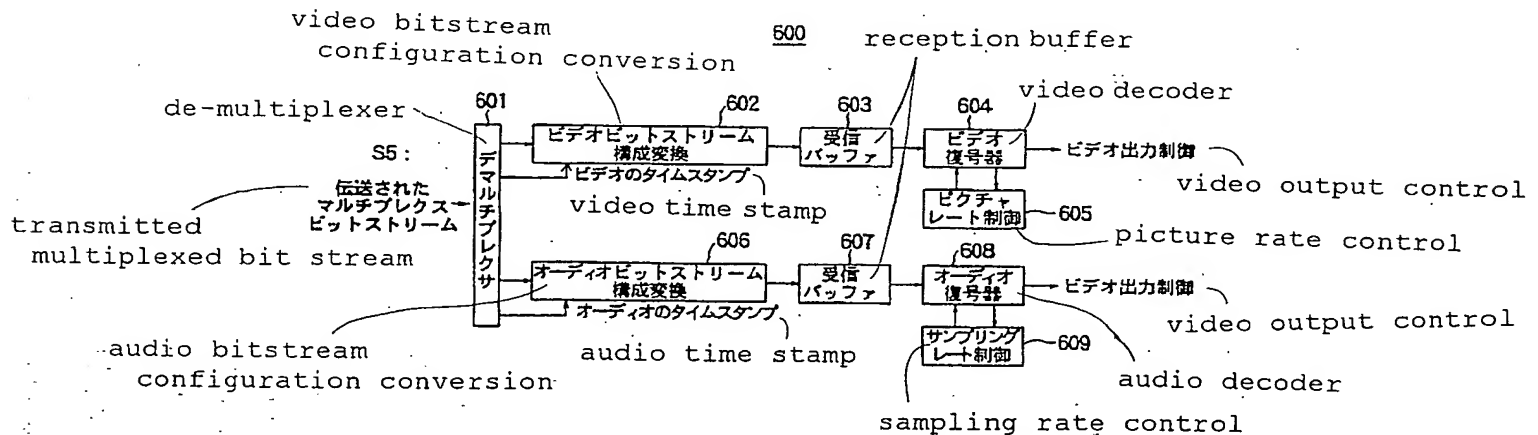 video bitstream
configuration conversion
600
reception buffer
de-multiplexer
601
602
603
604
video decoder
S5:
伝送された
マルチプレクス
ビットストリーム
デマルチプレクサ
ビデオビットストリーム
構成変換
受信
バッファ
ビデオ
復号器
ビデオ出力制御
video output control
ビデオのタイムスタンプ
video time stamp
ピクチャ
レート制御
605
picture rate control
transmitted
multiplexed bit stream
606
607
608
オーディオビットストリーム
構成変換
受信
バッファ
オーディオ
復号器
ビデオ出力制御
video output control
オーディオのタイムスタンプ
audio time stamp
サンプリング
レート制御
609
audio bitstream
configuration conversion
audio decoder
sampling rate control